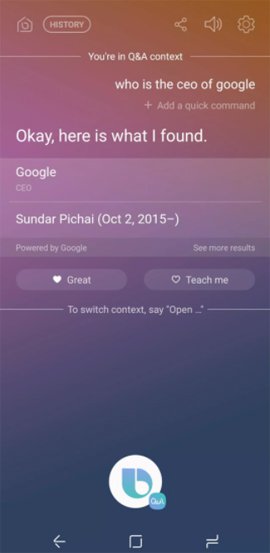 HISTORY
You're in Q&A context
who is the ceo of google
+ Add a quick command
Okay, here is what I found.
Google
CEO
Sundar Pichai (Oct 2, 2015–)
Powered by Google
See more results
Great
Teach me
To switch context, say "Open ..."
Q&A